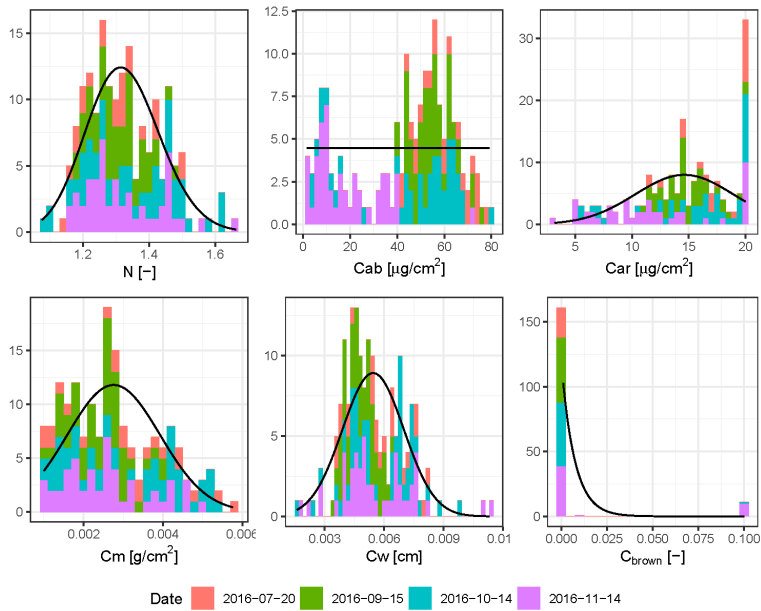 15
10
5
0
1.2 1.4 1.6
N [−]
12.5
10.0
7.5
5.0
2.5
0.0
0 20 40 60 80
Cab [μg/cm²]
30
20
10
0
5 10 15 20
Car [μg/cm²]
15
10
5
0
0.002 0.004 0.006
Cm [g/cm²]
10
5
0
0.003 0.006 0.009 0.01
Cw [cm]
150
100
50
0
0.000 0.025 0.050 0.075 0.100
Cbrown [−]
Date 2016−07−20 2016−09−15 2016−10−14 2016−11−14